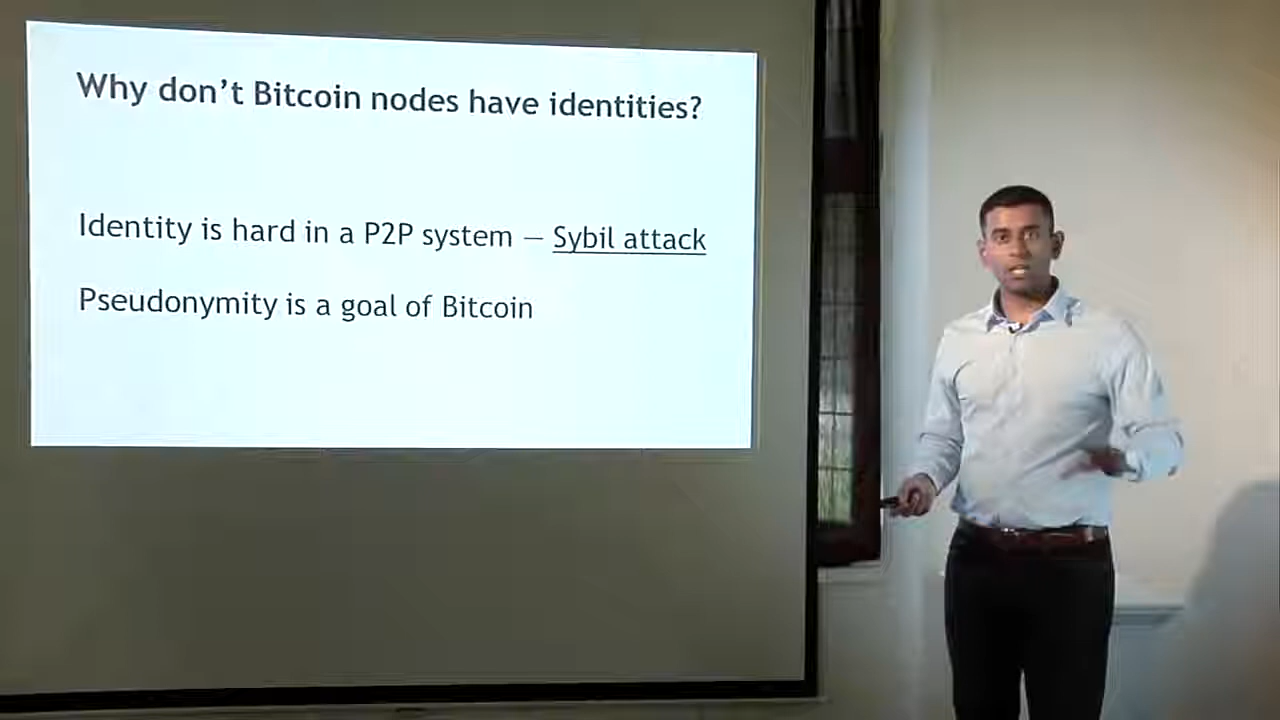 Why don’t Bitcoin nodes have identities?
Identity is hard in a P2P system — Sybil attack
Pseudonymity is a goal of Bitcoin